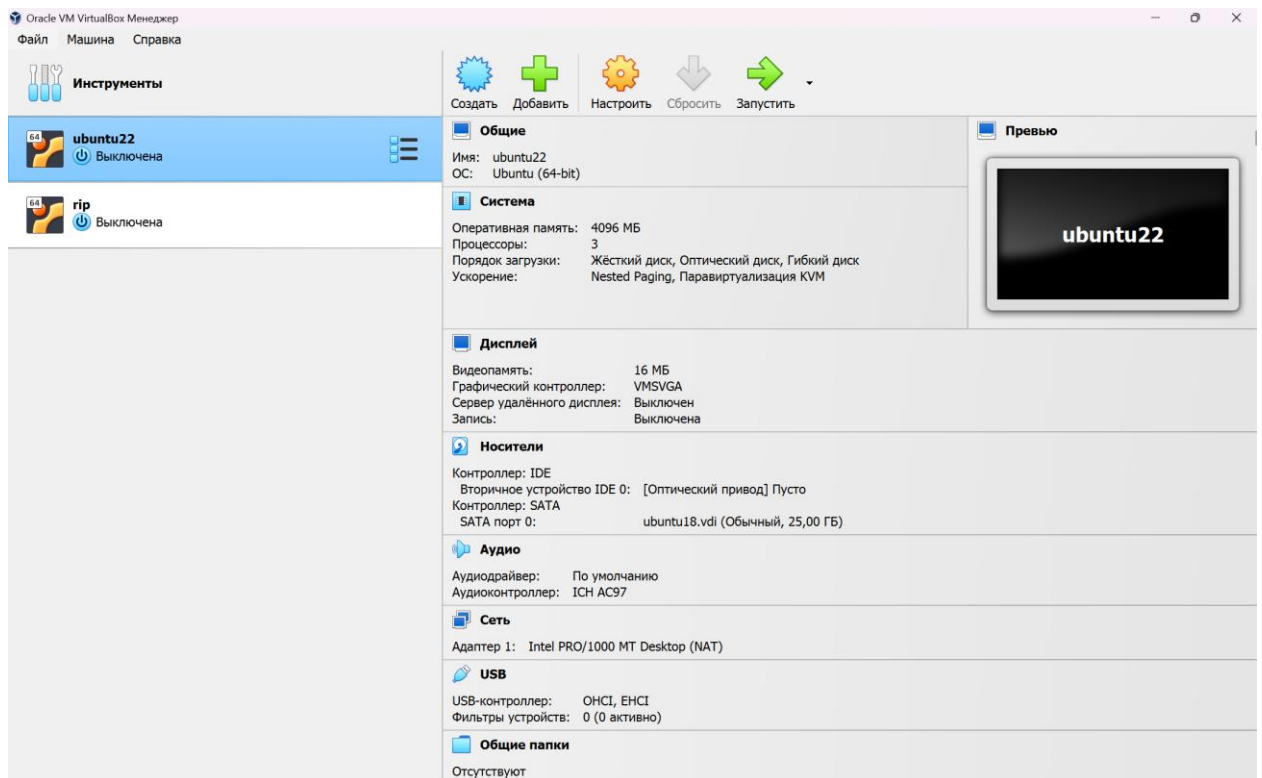 Oracle VM VirtualBox Менеджер
Файл Машина Справка
Инструменты
Создать Добавить Настроить Сбросить Запустить
64
ubuntu22
Выключена
64
rip
Выключена
Общие
Имя: ubuntu22
ОС: Ubuntu (64-bit)
Превью
ubuntu22
Система
Оперативная память: 4096 МБ
Процессоры: 3
Порядок загрузки: Жёсткий диск, Оптический диск, Гибкий диск
Ускорение: Nested Paging, Паравиртуализация KVM
Дисплей
Видеопамять: 16 МБ
Графический контроллер: VMSVGA
Сервер удалённого дисплея: Выключен
Запись: Выключена
Носители
Контроллер: IDE
Вторичное устройство IDE 0: [Оптический привод] Пусто
Контроллер: SATA
SATA порт 0: ubuntu18.vdi (Обычный, 25,00 ГБ)
Аудио
Аудиодрайвер: По умолчанию
Аудиоконтроллер: ICH AC97
Сеть
Адаптер 1: Intel PRO/1000 MT Desktop (NAT)
USB
USB-контроллер: OHCI, EHCI
Фильтры устройств: 0 (0 активно)
Общие папки
Отсутствуют